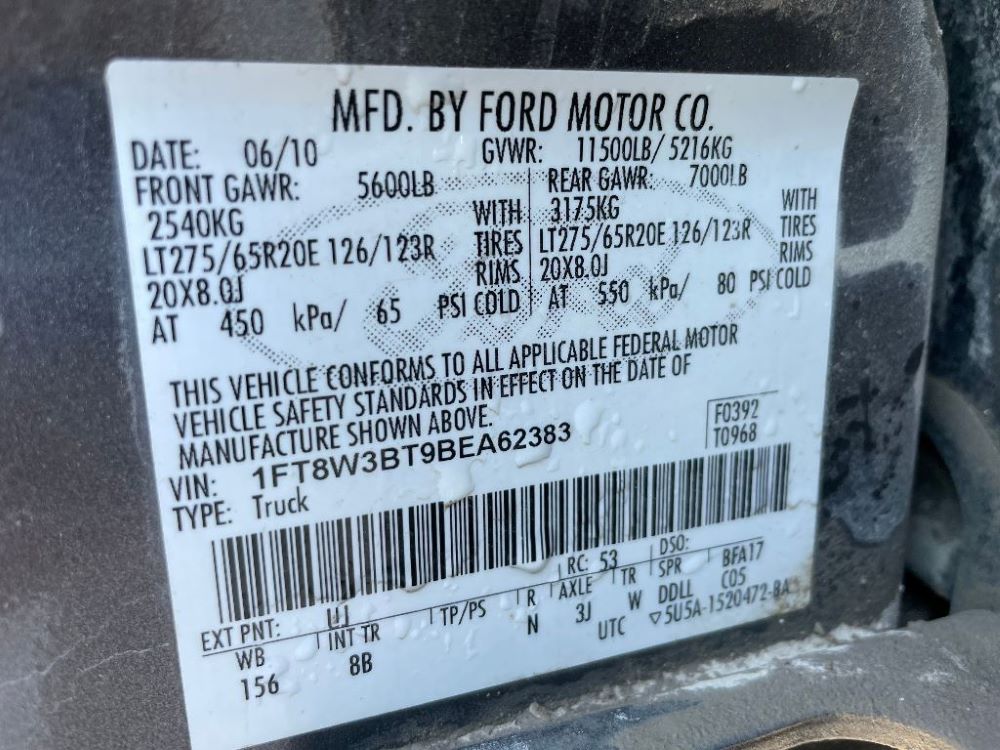 MFD. BY FORD MOTOR CO.
DATE: 06/10 GVWR: 11500LB/ 5216KG
FRONT GAWR: 5600LB REAR GAWR: 7000LB
2540KG WITH 3175KG WITH
LT275/65R20E 126/123R TIRES LT275/65R20E 126/123R TIRES
20X8.0J RIMS 20X8.0J RIMS
AT 450 kPa/ 65 PSI COLD AT 550 kPa/ 80 PSI COLD
THIS VEHICLE CONFORMS TO ALL APPLICABLE FEDERAL MOTOR
VEHICLE SAFETY STANDARDS IN EFFECT ON THE DATE OF
MANUFACTURE SHOWN ABOVE.
F0392
T0968
VIN: 1FT8W3BT9BEA62383
TYPE: Truck
EXT PNT: UJ RC: 53 DSO:
WB INT TR TP/PS R AXLE TR SPR BFA17
156 8B N 3J W DDLL C05
UTC ▽5U5A-1520472-BA